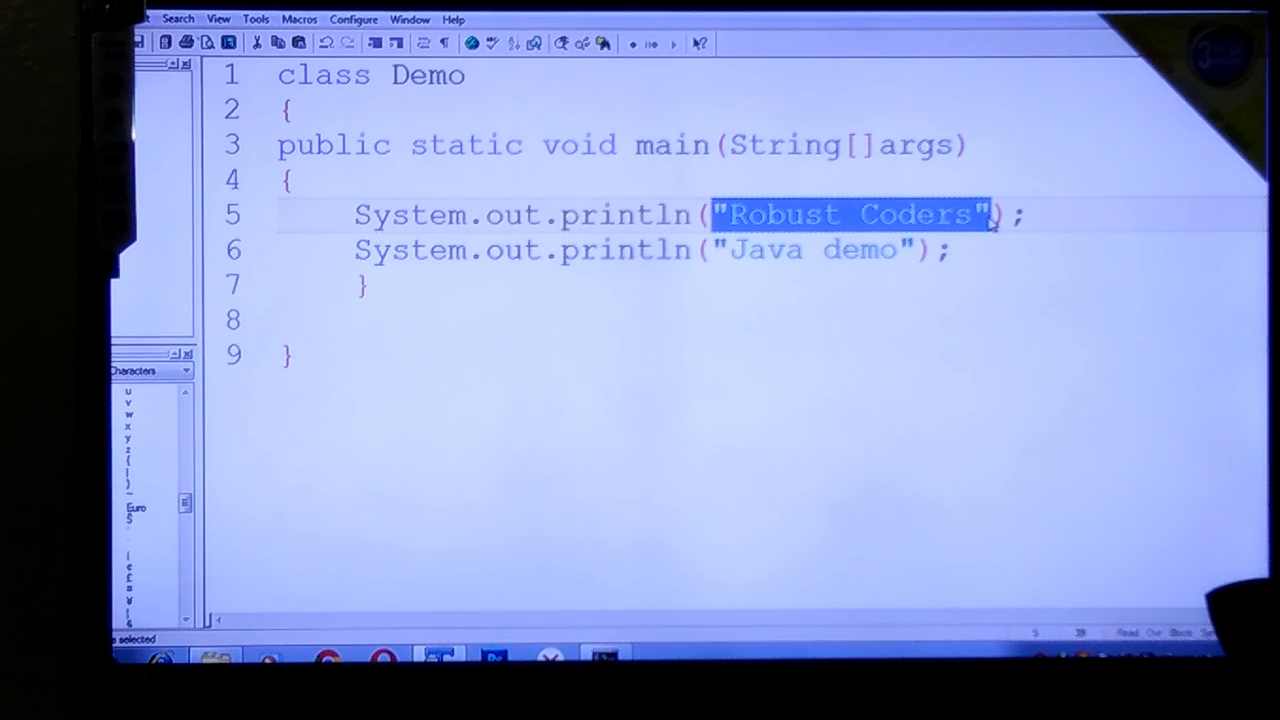 Search View Tools Macros Configure Window Help
1 class Demo
2 {
3 public static void main(String[]args)
4 {
5 System.out.println("Robust Coders");
6 System.out.println("Java demo");
7 }
8
9 }
Characters
u
v
w
x
y
z
{
|
}
~
Euro
Š
selected
5 39 Read Ovr Block